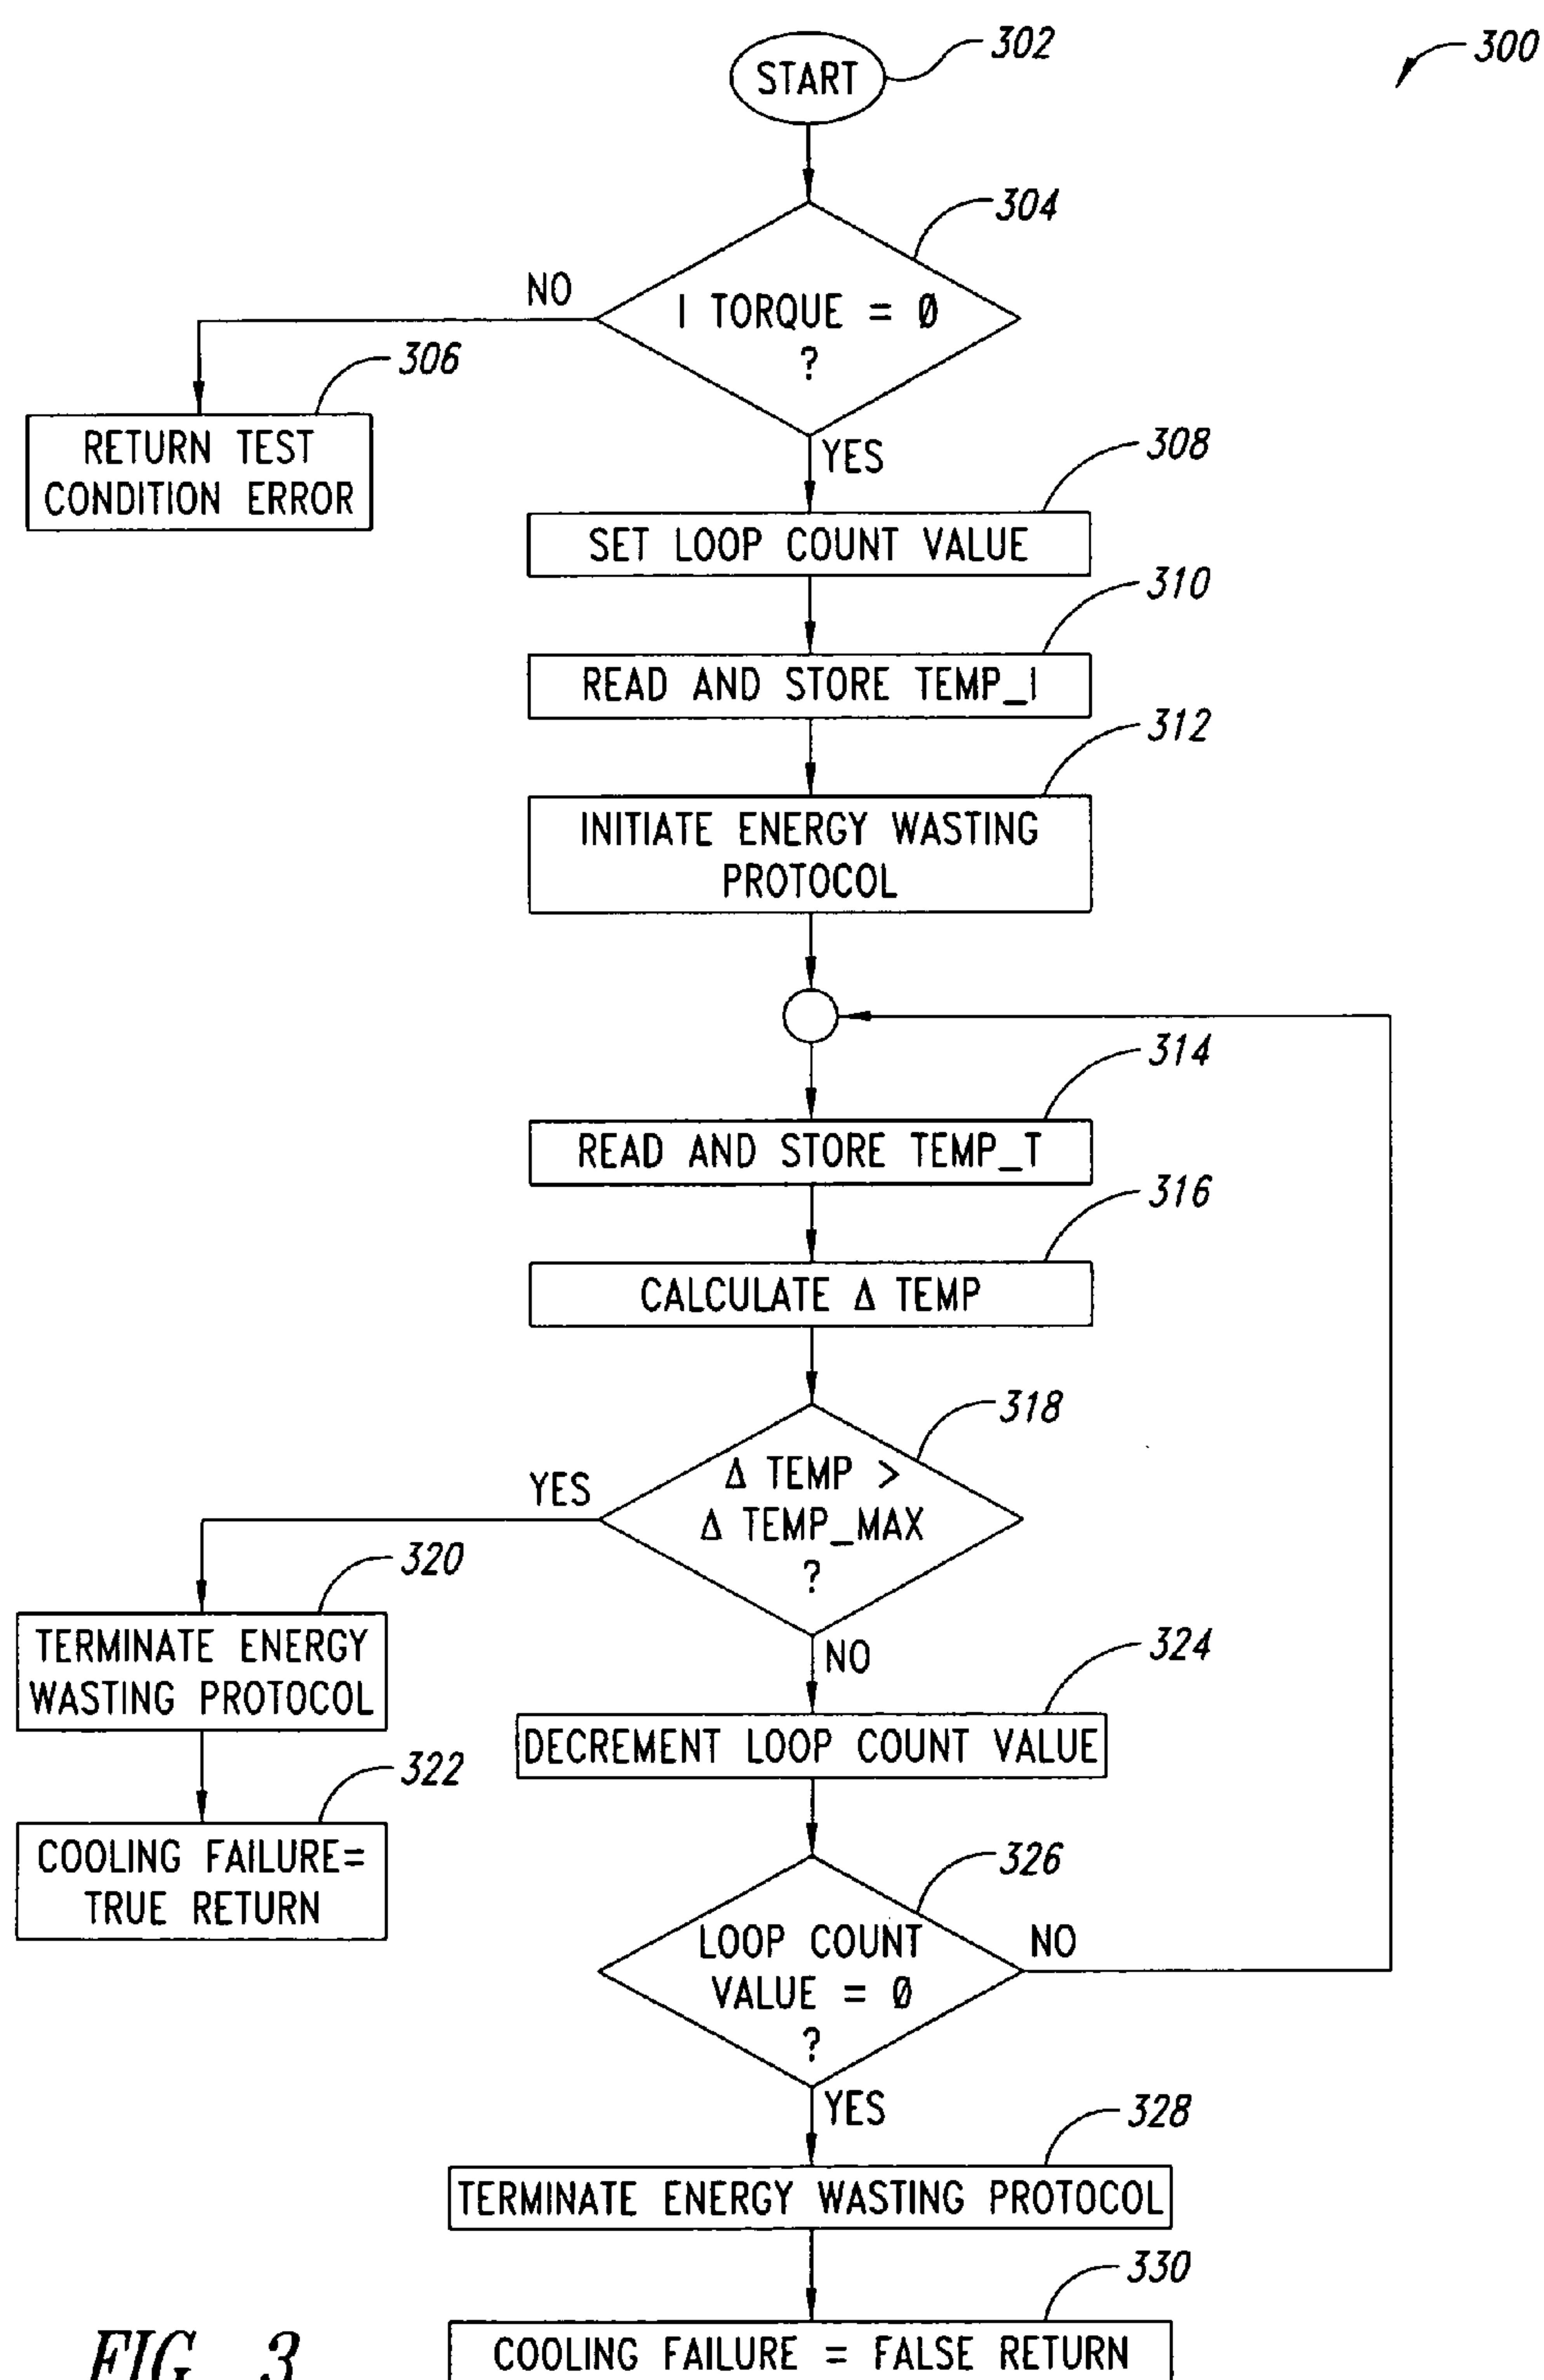 302
START
300
304
I TORQUE = Ø
?
NO
306
RETURN TEST
CONDITION ERROR
YES
308
SET LOOP COUNT VALUE
310
READ AND STORE TEMP_I
312
INITIATE ENERGY WASTING
PROTOCOL
314
READ AND STORE TEMP_T
316
CALCULATE Δ TEMP
318
Δ TEMP >
Δ TEMP_MAX
?
YES
320
TERMINATE ENERGY
WASTING PROTOCOL
NO
324
DECREMENT LOOP COUNT VALUE
322
COOLING FAILURE=
TRUE RETURN
326
LOOP COUNT
VALUE = Ø
?
NO
YES
328
TERMINATE ENERGY WASTING PROTOCOL
330
COOLING FAILURE = FALSE RETURN
FIG. 3